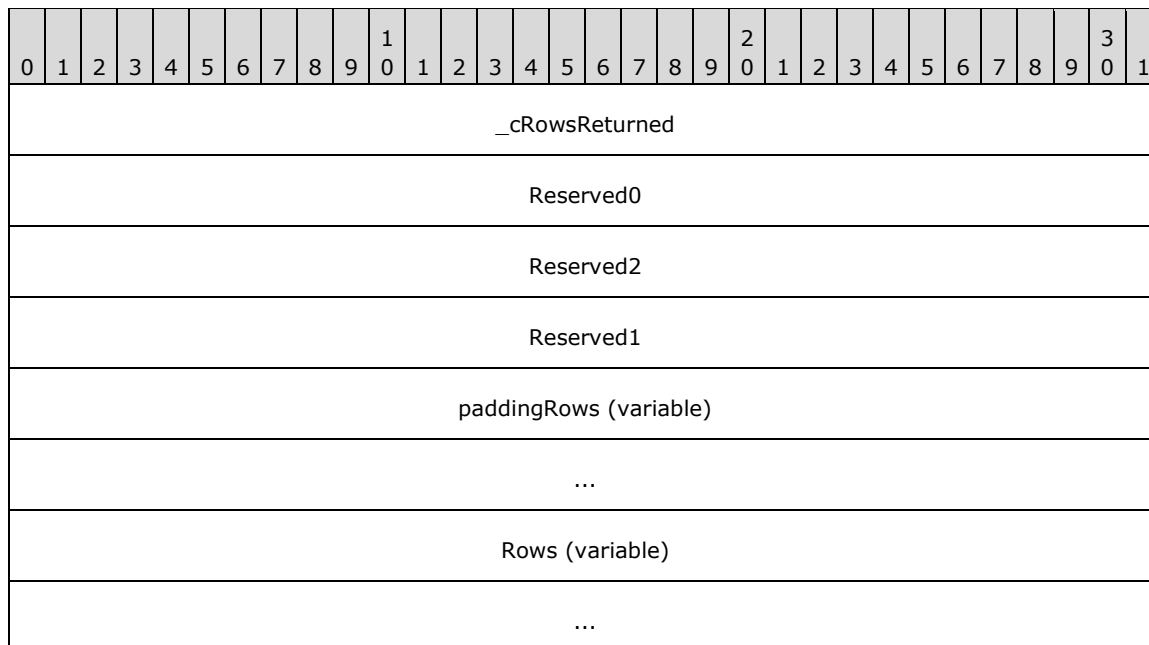 1 2 3
0 1 2 3 4 5 6 7 8 9 0 1 2 3 4 5 6 7 8 9 0 1 2 3 4 5 6 7 8 9 0 1
_cRowsReturned
Reserved0
Reserved2
Reserved1
paddingRows (variable)
...
Rows (variable)
...